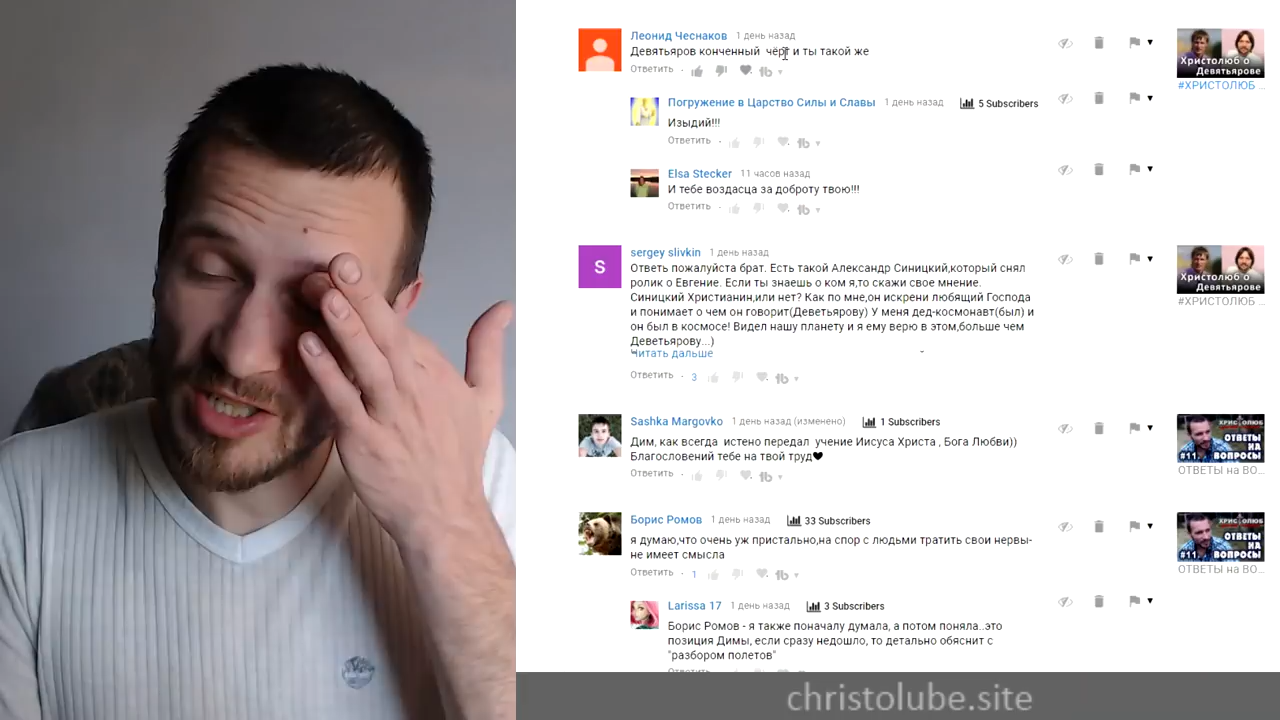 Леонид Чеснаков 1 день назад
Девятьяров конченный чёрт и ты такой же
Ответить
Христолюб о
Девятьярове
#ХРИСТОЛЮБ ...
Погружение в Царство Силы и Славы 1 день назад 5 Subscribers
Изыдий!!!
Ответить
Elsa Stecker 11 часов назад
И тебе воздасца за доброту твою!!!
Ответить
S
sergey slivkin 1 день назад
Ответь пожалуйста брат. Есть такой Александр Синицкий,который снял
ролик о Евгение. Если ты знаешь о ком я,то скажи свое мнение.
Синицкий Христианин,или нет? Как по мне,он искрени любящий Господа
и понимает о чем он говорит(Деветьярову) У меня дед-космонавт(был) и
он был в космосе! Видел нашу планету и я ему верю в этом,больше чем
Деветьярову...)
Читать дальше
Ответить 3
Христолюб о
Девятьярове
#ХРИСТОЛЮБ ...
Sashka Margovko 1 день назад (изменено) 1 Subscribers
Дим, как всегда истено передал учение Иисуса Христа , Бога Любви))
Благословений тебе на твой труд🖤
Ответить
ОТВЕТЫ
НА
#11 ВОПРОСЫ
ОТВЕТЫ на ВО...
Борис Ромов 1 день назад 33 Subscribers
я думаю,что очень уж пристально,на спор с людьми тратить свои нервы-
не имеет смысла
Ответить 1
ОТВЕТЫ
НА
#11 ВОПРОСЫ
ОТВЕТЫ на ВО...
Larissa 17 1 день назад 3 Subscribers
Борис Ромов - я также поначалу думала, а потом поняла..это
позиция Димы, если сразу недошло, то детально обяснит с
"разбором полетов"
Ответить
christolube.site